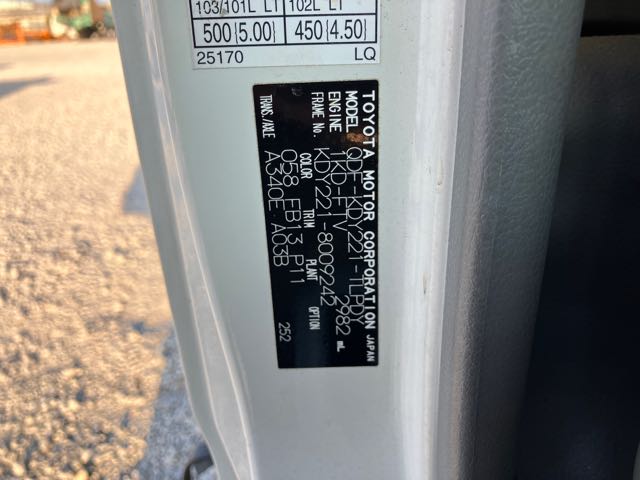 103/101L LT 102L LT
500{5.00} 450{4.50}
25170 LQ
TOYOTA MOTOR CORPORATION JAPAN
MODEL QDF-KDY221-TLPDY
ENGINE 1KD-FTV 2982 mL
FRAME No. KDY221-8009242
COLOR TRIM PLANT OPTION
058 FB13 P11
TRANS./AXLE
A340E A03B 252